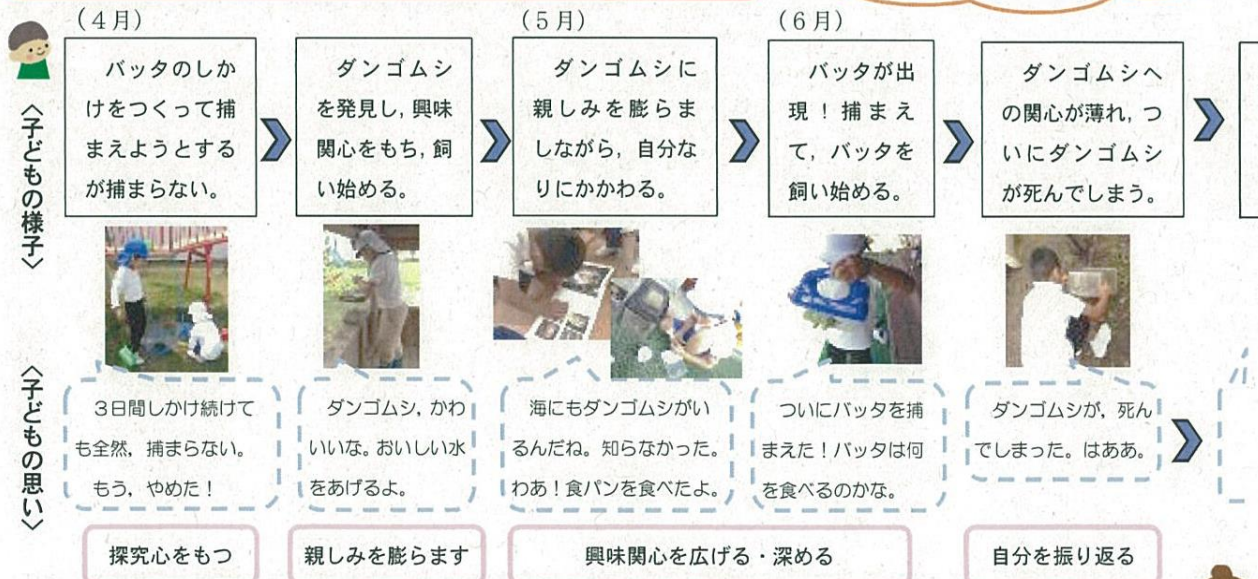 (4月)
(5月)
(6月)
〈子どもの様子〉
バッタのしか
けをつくって捕
まえようとする
が捕まらない。
ダンゴムシ
を発見し,興味
関心をもち,飼
い始める。
ダンゴムシに
親しみを膨らま
しながら,自分な
りにかかわる。
バッタが出
現!捕まえ
て,バッタを
飼い始める。
ダンゴムシへ
の関心が薄れ,つ
いにダンゴムシ
が死んでしまう。
〈子どもの思い〉
3日間しかけ続けて
も全然,捕まらない。
もう,やめた!
ダンゴムシ,かわ
いいな。おいしい水
をあげるよ。
海にもダンゴムシがい
るんだね。知らなかった。
わあ!食パンを食べたよ。
ついにバッタを捕
まえた!バッタは何
を食べるのかな。
ダンゴムシが,死ん
でしまった。はああ。
探究心をもつ
親しみを膨らます
興味関心を広げる・深める
自分を振り返る